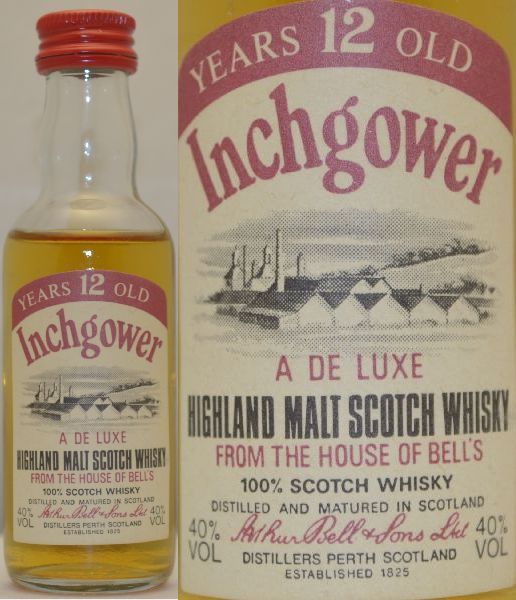 YEARS 12 OLD
Inchgower
A DE LUXE
HIGHLAND MALT SCOTCH WHISKY
FROM THE HOUSE OF BELL'S
100% SCOTCH WHISKY
DISTILLED AND MATURED IN SCOTLAND
40% VOL Arthur Bell & Sons Ltd 40% VOL
DISTILLERS PERTH SCOTLAND
ESTABLISHED 1825
YEARS 12 OLD
Inchgower
A DE LUXE
HIGHLAND MALT SCOTCH WHISKY
FROM THE HOUSE OF BELL'S
100% SCOTCH WHISKY
DISTILLED AND MATURED IN SCOTLAND
40% VOL Arthur Bell & Sons Ltd 40% VOL
DISTILLERS PERTH SCOTLAND
ESTABLISHED 1825